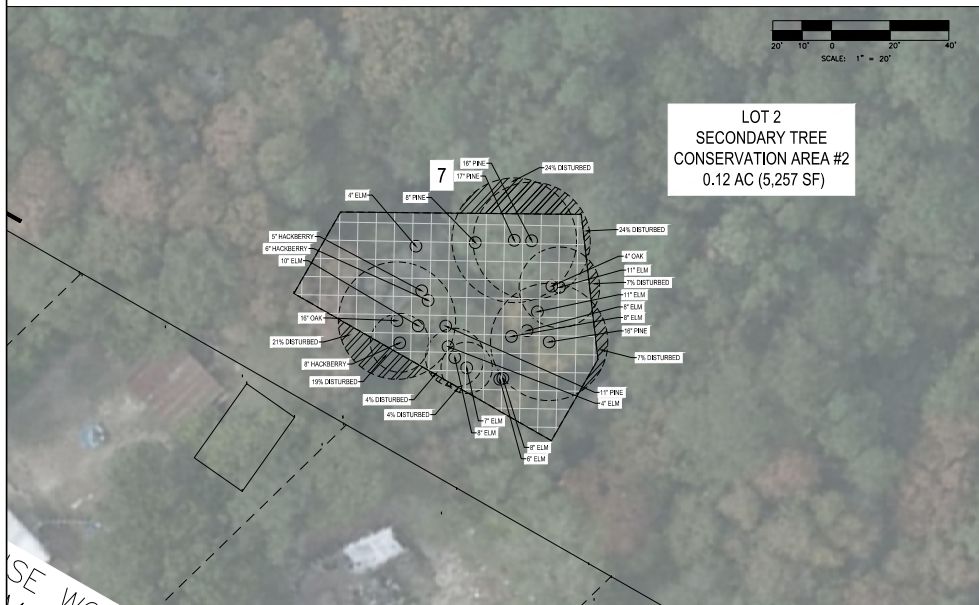 20' 10' 0 20' 40'
SCALE: 1" = 20'
LOT 2
SECONDARY TREE
CONSERVATION AREA #2
0.12 AC (5,257 SF)
7
16" PINE
17" PINE
24% DISTURBED
4" ELM
8" PINE
24% DISTURBED
5" HACKBERRY
6" HACKBERRY
10" ELM
4" OAK
11" ELM
7% DISTURBED
11" ELM
8" ELM
8" ELM
16" PINE
16" OAK
21% DISTURBED
7% DISTURBED
8" HACKBERRY
19% DISTURBED
4% DISTURBED
4% DISTURBED
11" PINE
4" ELM
7" ELM
8" ELM
8" ELM
6" ELM
SE